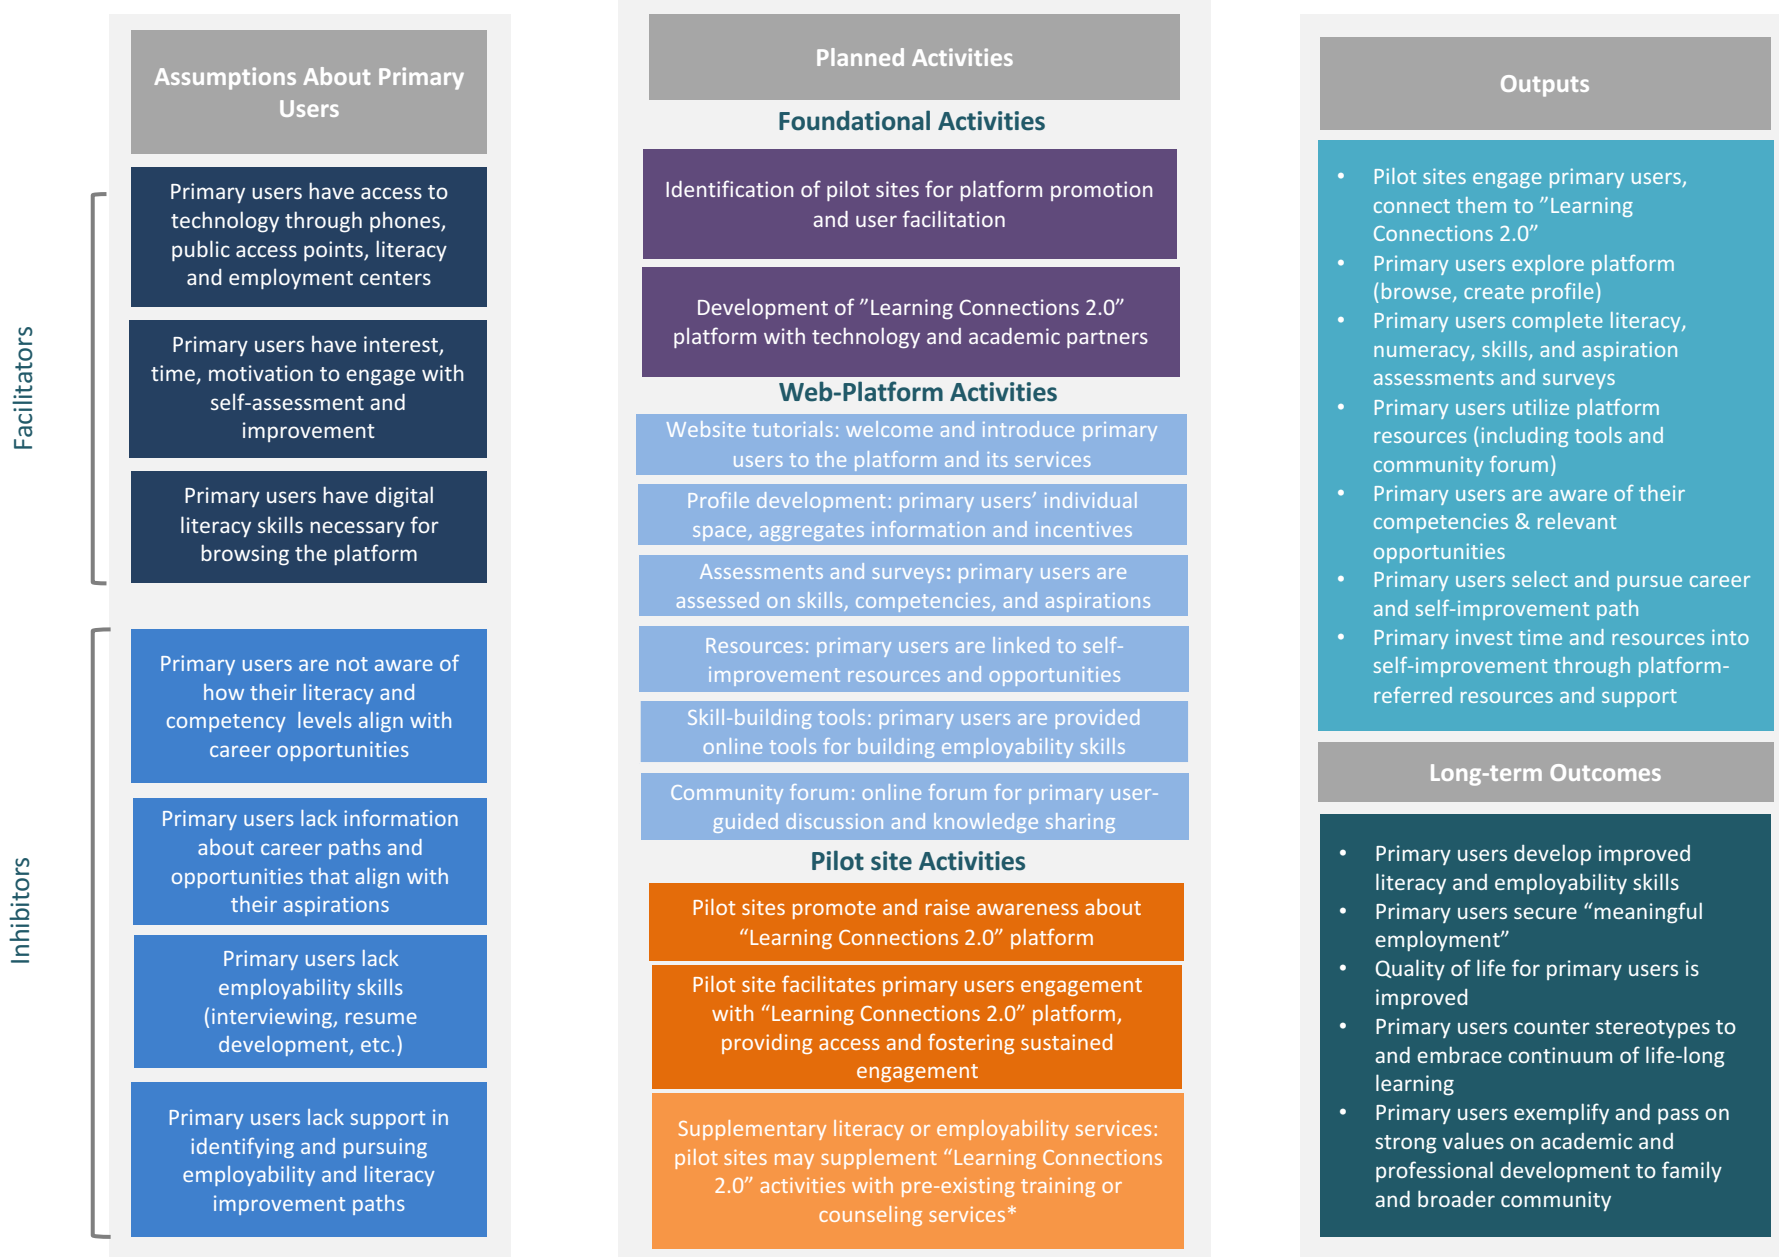 Assumptions About Primary
Users
Facilitators
Primary users have access to
technology through phones,
public access points, literacy
and employment centers
Primary users have interest,
time, motivation to engage with
self-assessment and
improvement
Primary users have digital
literacy skills necessary for
browsing the platform
Inhibitors
Primary users are not aware of
how their literacy and
competency levels align with
career opportunities
Primary users lack information
about career paths and
opportunities that align with
their aspirations
Primary users lack
employability skills
(interviewing, resume
development, etc.)
Primary users lack support in
identifying and pursuing
employability and literacy
improvement paths
Planned Activities
Foundational Activities
Identification of pilot sites for platform promotion
and user facilitation
Development of ”Learning Connections 2.0”
platform with technology and academic partners
Web-Platform Activities
Website tutorials: welcome and introduce primary
users to the platform and its services
Profile development: primary users’ individual
space, aggregates information and incentives
Assessments and surveys: primary users are
assessed on skills, competencies, and aspirations
Resources: primary users are linked to self-
improvement resources and opportunities
Skill-building tools: primary users are provided
online tools for building employability skills
Community forum: online forum for primary user-
guided discussion and knowledge sharing
Pilot site Activities
Pilot sites promote and raise awareness about
“Learning Connections 2.0” platform
Pilot site facilitates primary users engagement
with “Learning Connections 2.0” platform,
providing access and fostering sustained
engagement
Supplementary literacy or employability services:
pilot sites may supplement “Learning Connections
2.0” activities with pre-existing training or
counseling services*
Outputs
• Pilot sites engage primary users,
connect them to ”Learning
Connections 2.0”
• Primary users explore platform
(browse, create profile)
• Primary users complete literacy,
numeracy, skills, and aspiration
assessments and surveys
• Primary users utilize platform
resources (including tools and
community forum)
• Primary users are aware of their
competencies & relevant
opportunities
• Primary users select and pursue career
and self-improvement path
• Primary invest time and resources into
self-improvement through platform-
referred resources and support
Long-term Outcomes
• Primary users develop improved
literacy and employability skills
• Primary users secure “meaningful
employment”
• Quality of life for primary users is
improved
• Primary users counter stereotypes to
and embrace continuum of life-long
learning
• Primary users exemplify and pass on
strong values on academic and
professional development to family
and broader community